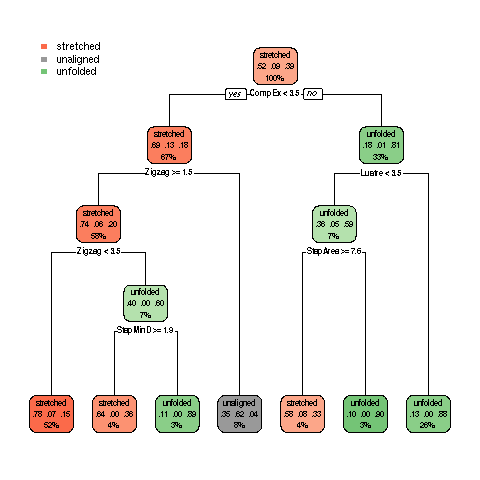 stretched
unaligned
unfolded
stretched
.52 .09 .39
100%
yes CompEx < 3.5 no
stretched
.69 .13 .18
67%
unfolded
.18 .01 .81
33%
Zigzag >= 1.5
Lustre < 3.5
stretched
.74 .06 .20
58%
unfolded
.36 .05 .59
7%
Zigzag < 3.5
StepArea >= 7.6
unfolded
.40 .00 .60
7%
StepMinD >= 1.9
stretched
.78 .07 .15
52%
stretched
.64 .00 .36
4%
unfolded
.11 .00 .89
3%
unaligned
.35 .62 .04
8%
stretched
.58 .08 .33
4%
unfolded
.10 .00 .90
3%
unfolded
.13 .00 .88
26%